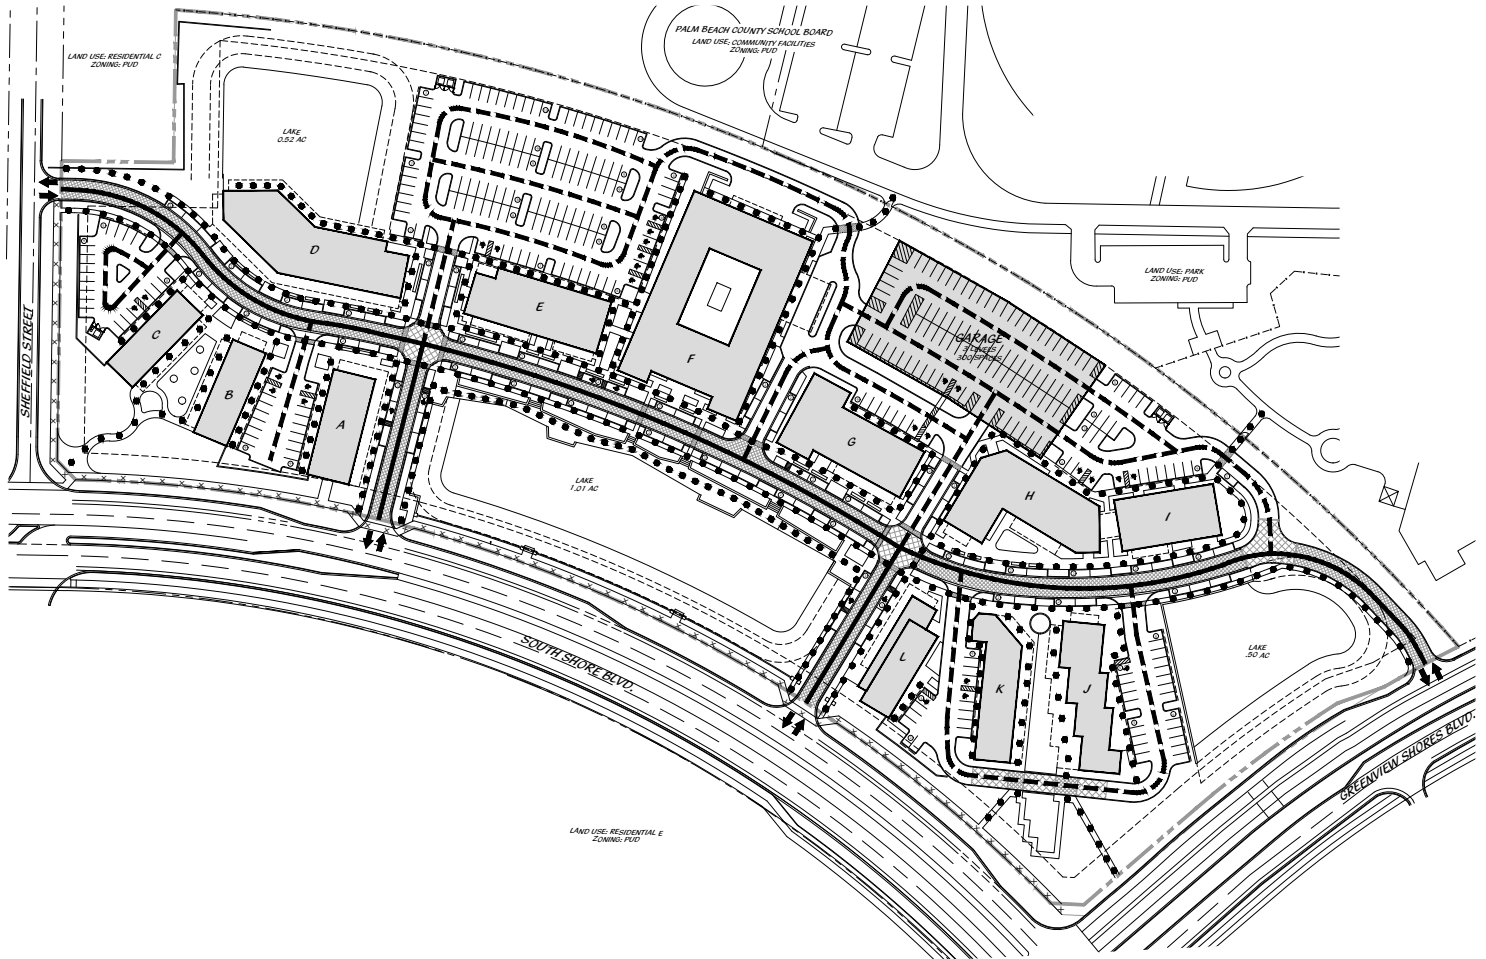 PALM BEACH COUNTY SCHOOL BOARD
LAND USE: COMMUNITY FACILITIES
ZONING: PUD
LAND USE: RESIDENTIAL C
ZONING: PUD
LAKE
0.52 AC
D
E
F
LAND USE: PARK
ZONING: PUD
GARAGE
3 LEVELS
300 SPACES
C
B
A
G
SHEFFIELD STREET
LAKE
1.01 AC
H
I
SOUTH SHORE BLVD.
L
K
J
LAKE
.50 AC
GREENVIEW SHORES BLVD.
LAND USE: RESIDENTIAL E
ZONING: PUD